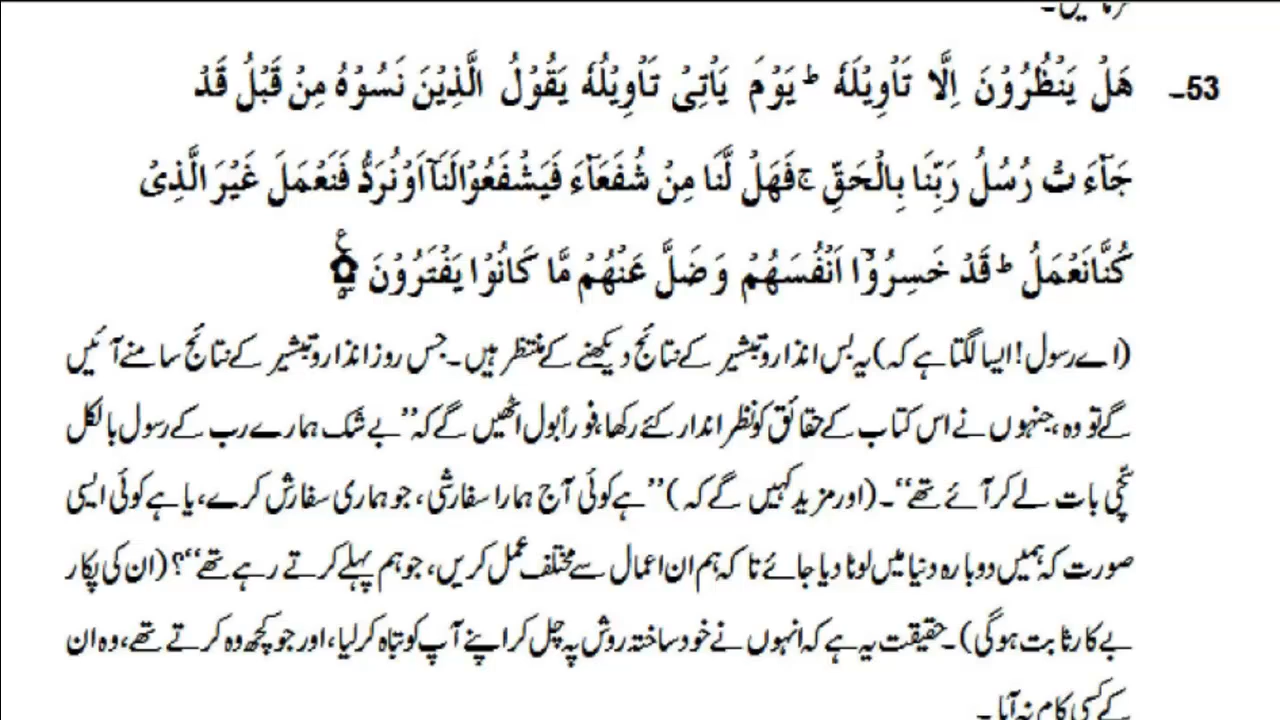 53۔ هَلْ يَنْظُرُوْنَ اِلَّا تَاْوِيْلَهٗ ؕ يَوْمَ يَاْتِيْ تَاْوِيْلُهٗ يَقُوْلُ الَّذِيْنَ نَسُوْهُ مِنْ قَبْلُ قَدْ
جَآءَ تْ رُسُلُ رَبِّنَا بِالْحَقِّ ۚ فَهَلْ لَّنَا مِنْ شُفَعَآءَ فَيَشْفَعُوْا لَنَآ اَوْ نُرَدُّ فَنَعْمَلَ غَيْرَ الَّذِيْ
كُنَّا نَعْمَلُ ؕ قَدْ خَسِرُوْٓا اَنْفُسَهُمْ وَ ضَلَّ عَنْهُمْ مَّا كَانُوْا يَفْتَرُوْنَ
(اے رسول! ایسا لگتا ہے کہ) یہ بس انذار و تبشیر کے نتائج دیکھنے کے منتظر ہیں۔ جس روز انذار و تبشیر کے نتائج سامنے آئیں
گے تو وہ، جنہوں نے اس کتاب کے حقائق کو نظر انداز کئے رکھا، فوراً بول اٹھیں گے کہ ”بے شک ہمارے رب کے رسول بالکل
سچّی بات لے کر آئے تھے“۔ (اور مزید کہیں گے کہ) ”ہے کوئی آج ہمارا سفارشی، جو ہماری سفارش کرے، یا ہے کوئی ایسی
صورت کہ ہمیں دوبارہ دنیا میں لوٹا دیا جائے تا کہ ہم ان اعمال سے مختلف عمل کریں، جو ہم پہلے کرتے رہے تھے“؟ (ان کی پکار
بے کار ثابت ہوگی)۔ حقیقت یہ ہے کہ انہوں نے خود ساختہ روش پہ چل کر اپنے آپ کو تباہ کر لیا، اور جو کچھ وہ کرتے تھے، وہ ان
کے کسی کام نہ آیا۔